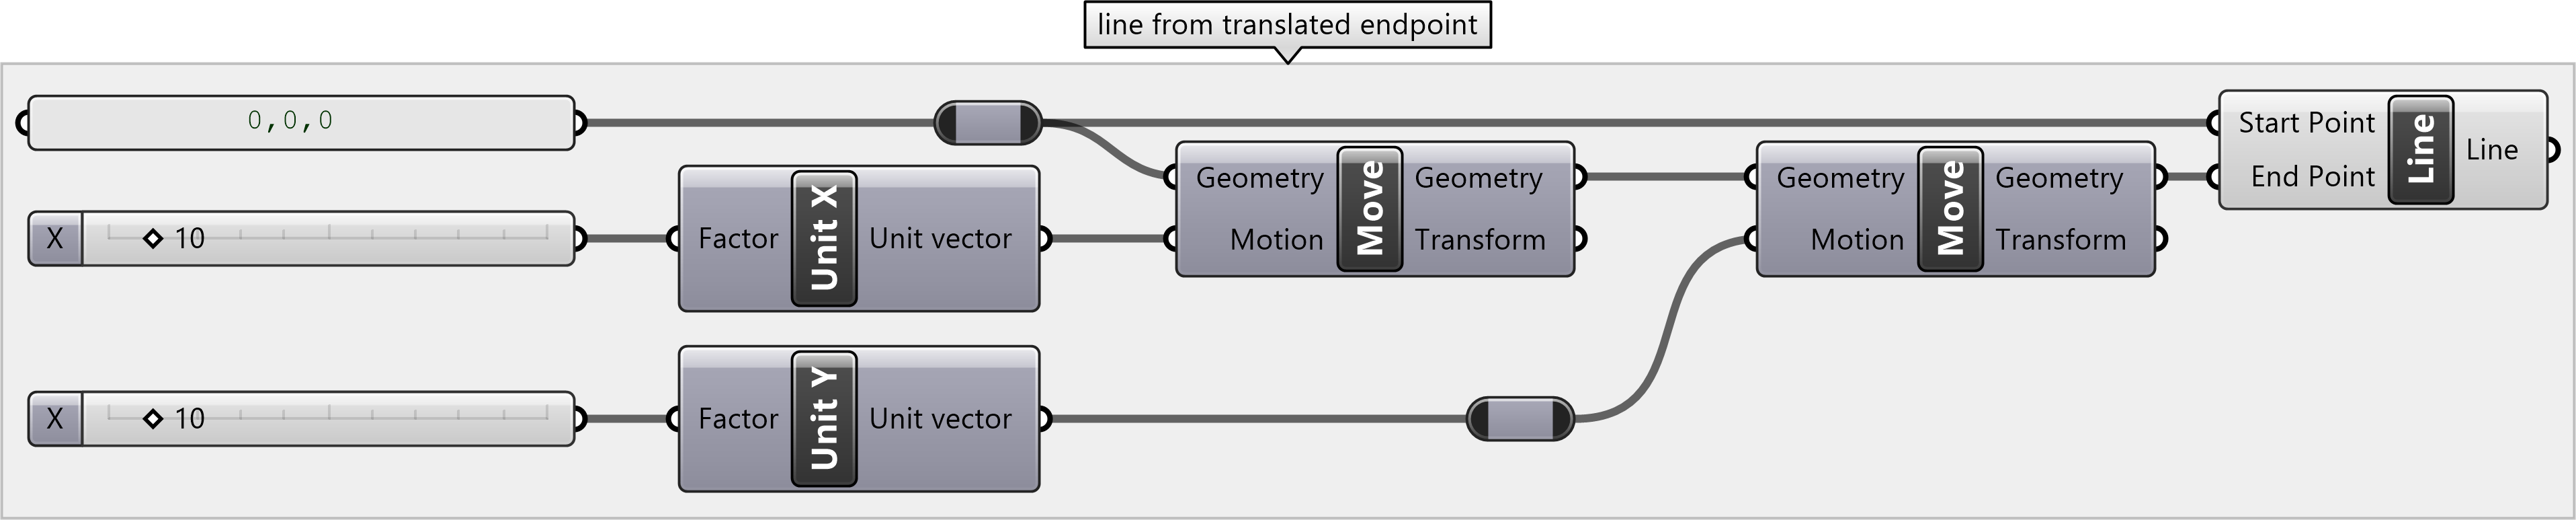 line from translated endpoint
0,0,0
X 10
Factor Unit X Unit vector
X 10
Factor Unit Y Unit vector
Geometry Move Geometry
Motion Transform
Geometry Move Geometry
Motion Transform
Start Point Line Line
End Point